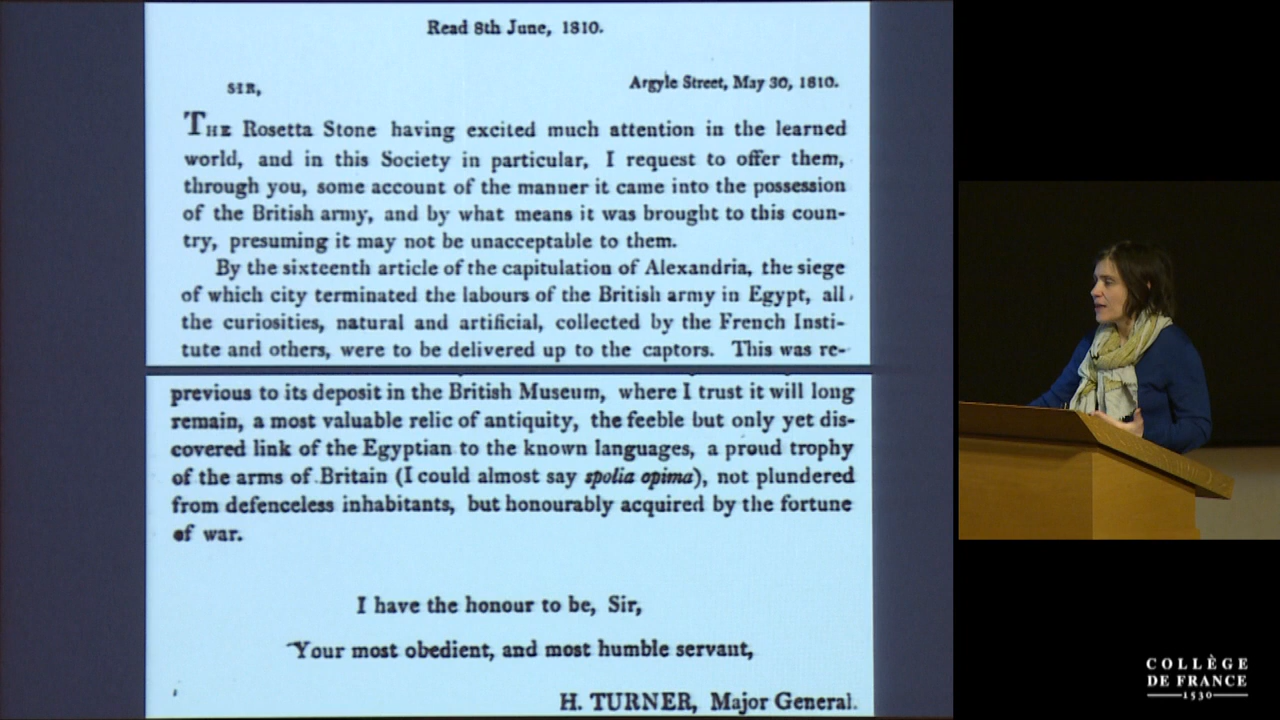 Read 8th June, 1810.
SIR,
Argyle Street, May 30, 1810.
THE Rosetta Stone having excited much attention in the learned
world, and in this Society in particular, I request to offer them,
through you, some account of the manner it came into the possession
of the British army, and by what means it was brought to this coun-
try, presuming it may not be unacceptable to them.
By the sixteenth article of the capitulation of Alexandria, the siege
of which city terminated the labours of the British army in Egypt, all
the curiosities, natural and artificial, collected by the French Insti-
tute and others, were to be delivered up to the captors. This was re-
previous to its deposit in the British Museum, where I trust it will long
remain, a most valuable relic of antiquity, the feeble but only yet dis-
covered link of the Egyptian to the known languages, a proud trophy
of the arms of Britain (I could almost say spolia opima), not plundered
from defenceless inhabitants, but honourably acquired by the fortune
of war.
I have the honour to be, Sir,
Your most obedient, and most humble servant,
H. TURNER, Major General.
COLLÈGE
DE FRANCE
1530